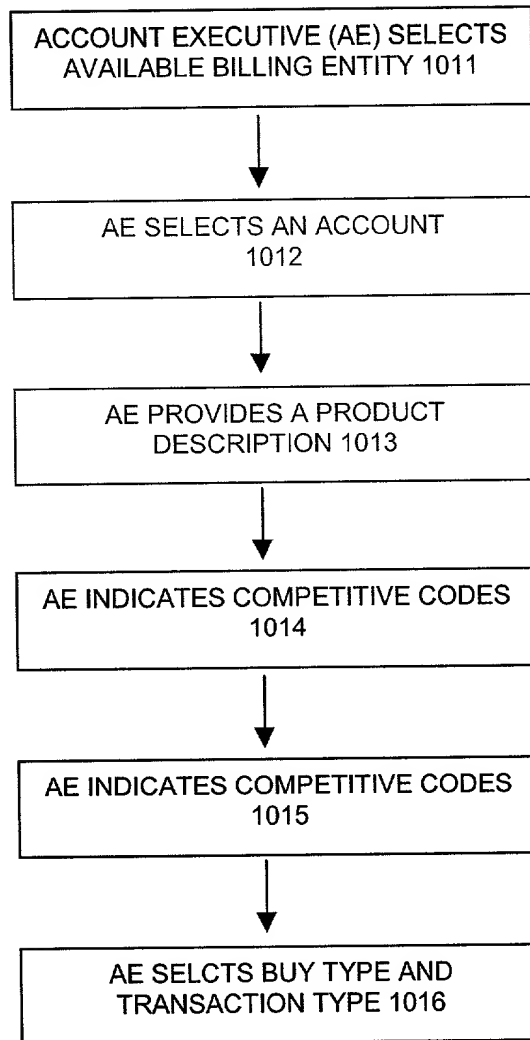 ACCOUNT EXECUTIVE (AE) SELECTS
AVAILABLE BILLING ENTITY 1011
AE SELECTS AN ACCOUNT
1012
AE PROVIDES A PRODUCT
DESCRIPTION 1013
AE INDICATES COMPETITIVE CODES
1014
AE INDICATES COMPETITIVE CODES
1015
AE SELCTS BUY TYPE AND
TRANSACTION TYPE 1016